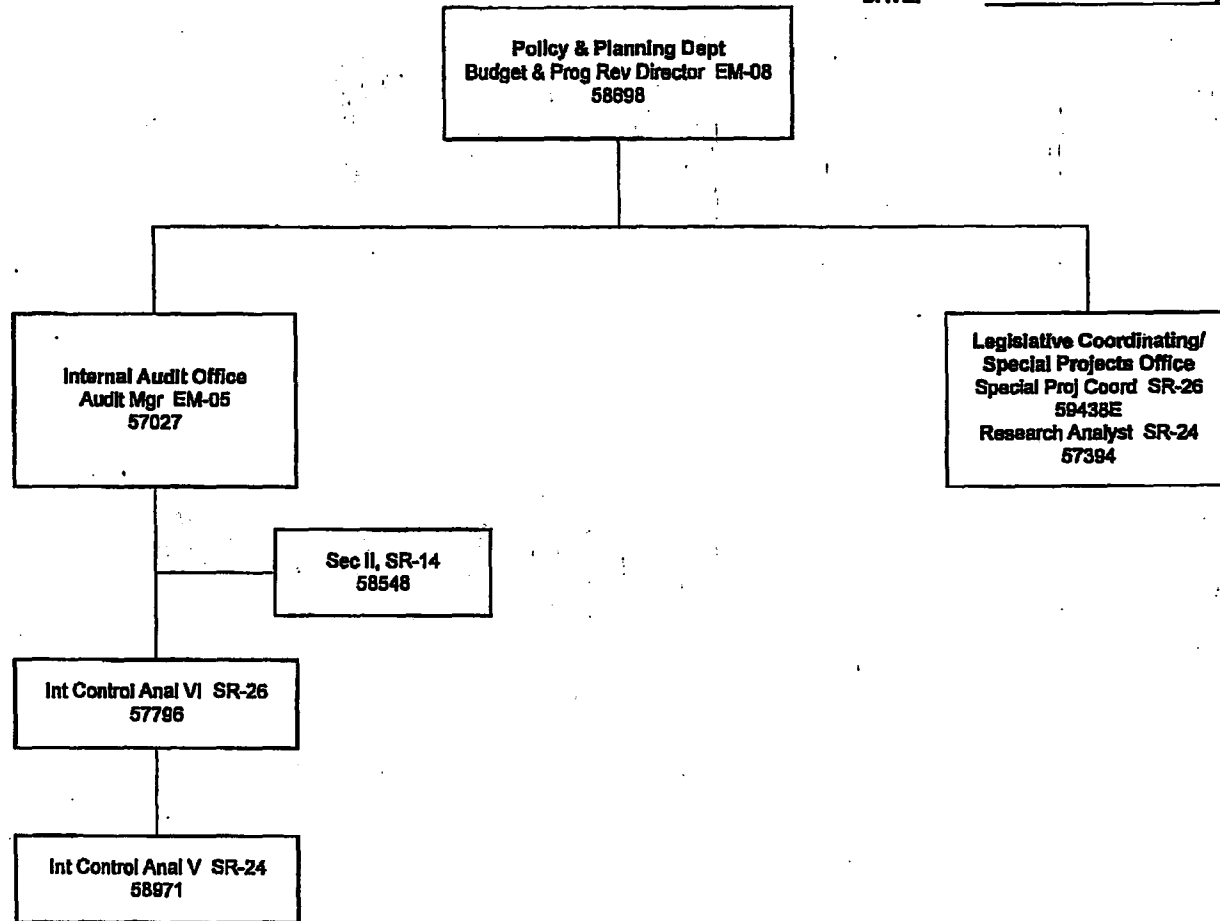 Policy & Planning Dept
Budget & Prog Rev Director EM-08
58698
Internal Audit Office
Audit Mgr EM-05
57027
Legislative Coordinating/
Special Projects Office
Special Proj Coord SR-26
59438E
Research Analyst SR-24
57394
Sec II, SR-14
58548
Int Control Anal VI SR-26
57796
Int Control Anal V SR-24
58971